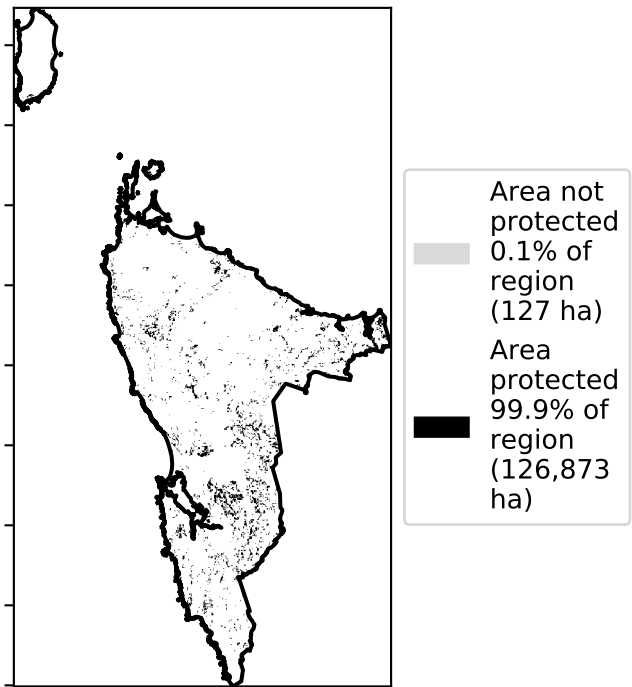 Area not
protected
0.1% of
region
(127 ha)
Area
protected
99.9% of
region
(126,873
ha)